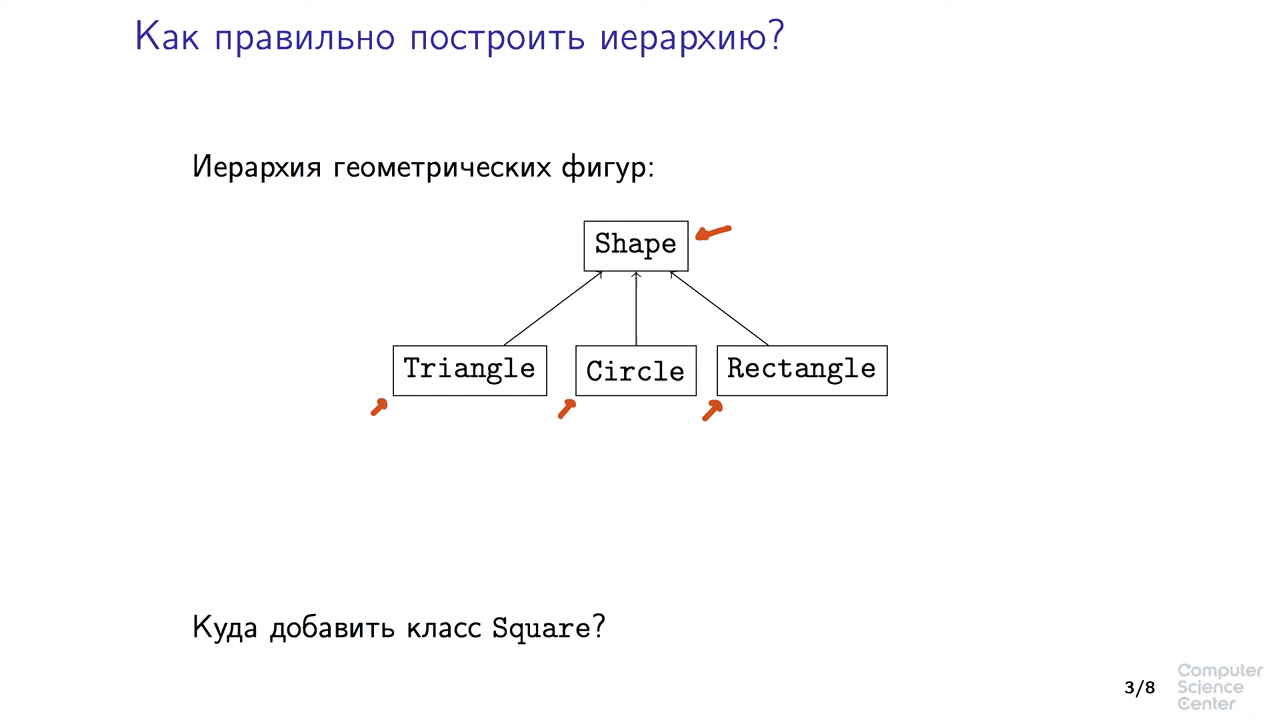 Как правильно построить иерархию?
Иерархия геометрических фигур:
Shape
Triangle
Circle
Rectangle
Куда добавить класс Square?
3/8
Computer
Science
Center